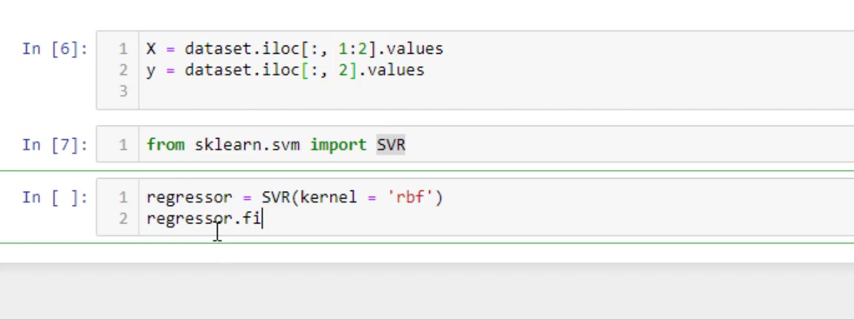 In [6]:
1 X = dataset.iloc[:, 1:2].values
2 y = dataset.iloc[:, 2].values
3
In [7]:
1 from sklearn.svm import SVR
In [ ]:
1 regressor = SVR(kernel = 'rbf')
2 regressor.fi